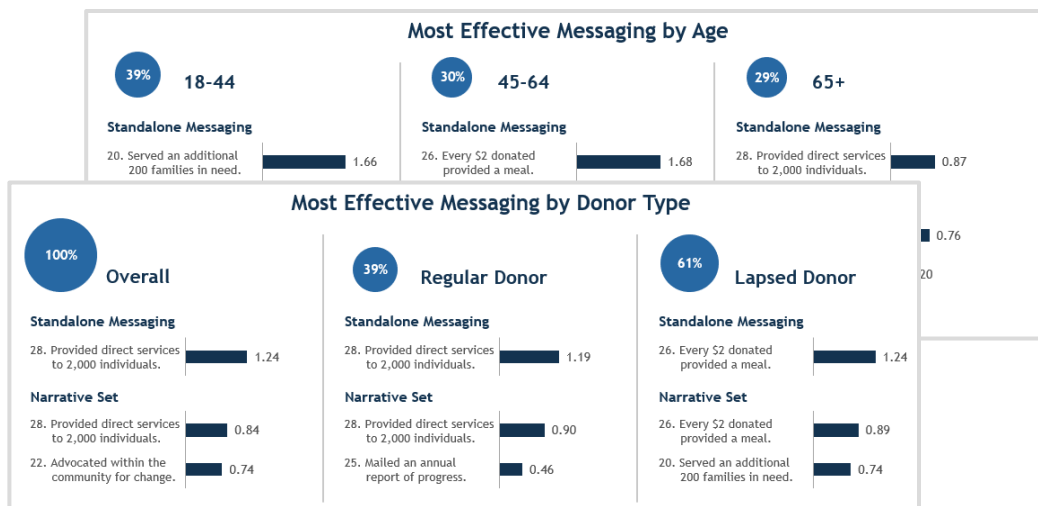 Most Effective Messaging by Age
39%
18-44
Standalone Messaging
20. Served an additional
200 families in need.
1.66
30%
45-64
Standalone Messaging
26. Every $2 donated
provided a meal.
1.68
29%
65+
Standalone Messaging
28. Provided direct services
to 2,000 individuals.
0.87
0.76
20
Most Effective Messaging by Donor Type
100%
Overall
Standalone Messaging
28. Provided direct services
to 2,000 individuals.
1.24
Narrative Set
28. Provided direct services
to 2,000 individuals.
0.84
22. Advocated within the
community for change.
0.74
39%
Regular Donor
Standalone Messaging
28. Provided direct services
to 2,000 individuals.
1.19
Narrative Set
28. Provided direct services
to 2,000 individuals.
0.90
25. Mailed an annual
report of progress.
0.46
61%
Lapsed Donor
Standalone Messaging
26. Every $2 donated
provided a meal.
1.24
Narrative Set
26. Every $2 donated
provided a meal.
0.89
20. Served an additional
200 families in need.
0.74